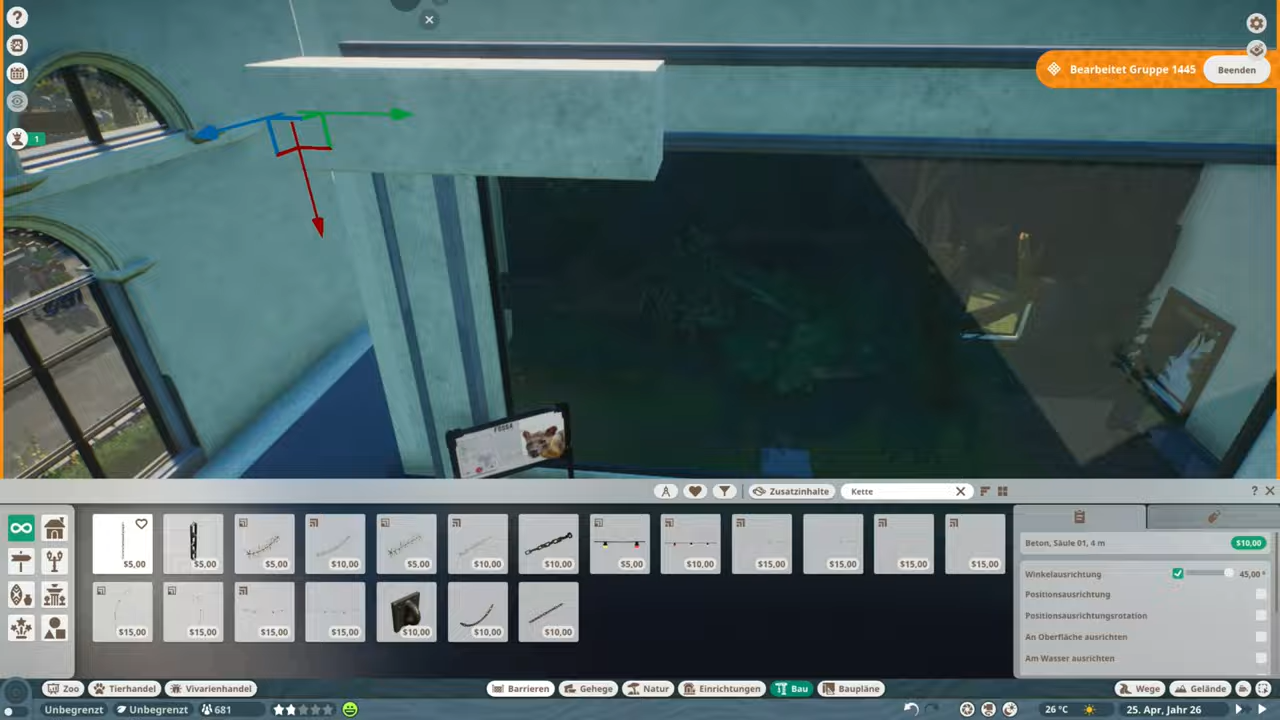 Bearbeitet Gruppe 1445
Beenden
1
FOSSA
Zusatzinhalte
Kette
$5,00
$5,00
$5,00
$10,00
$5,00
$10,00
$10,00
$5,00
$10,00
$15,00
$15,00
$15,00
$15,00
$15,00
$15,00
$15,00
$15,00
$10,00
$10,00
$10,00
Beton, Säule 01, 4 m
$10,00
Winkelausrichtung
45,00°
Positionsausrichtung
Positionsausrichtungsrotation
An Oberfläche ausrichten
Am Wasser ausrichten
Zoo
Tierhandel
Vivarienhandel
Barrieren
Gehege
Natur
Einrichtungen
Bau
Baupläne
Wege
Gelände
Unbegrenzt
Unbegrenzt
681
26 °C
25. Apr, Jahr 26